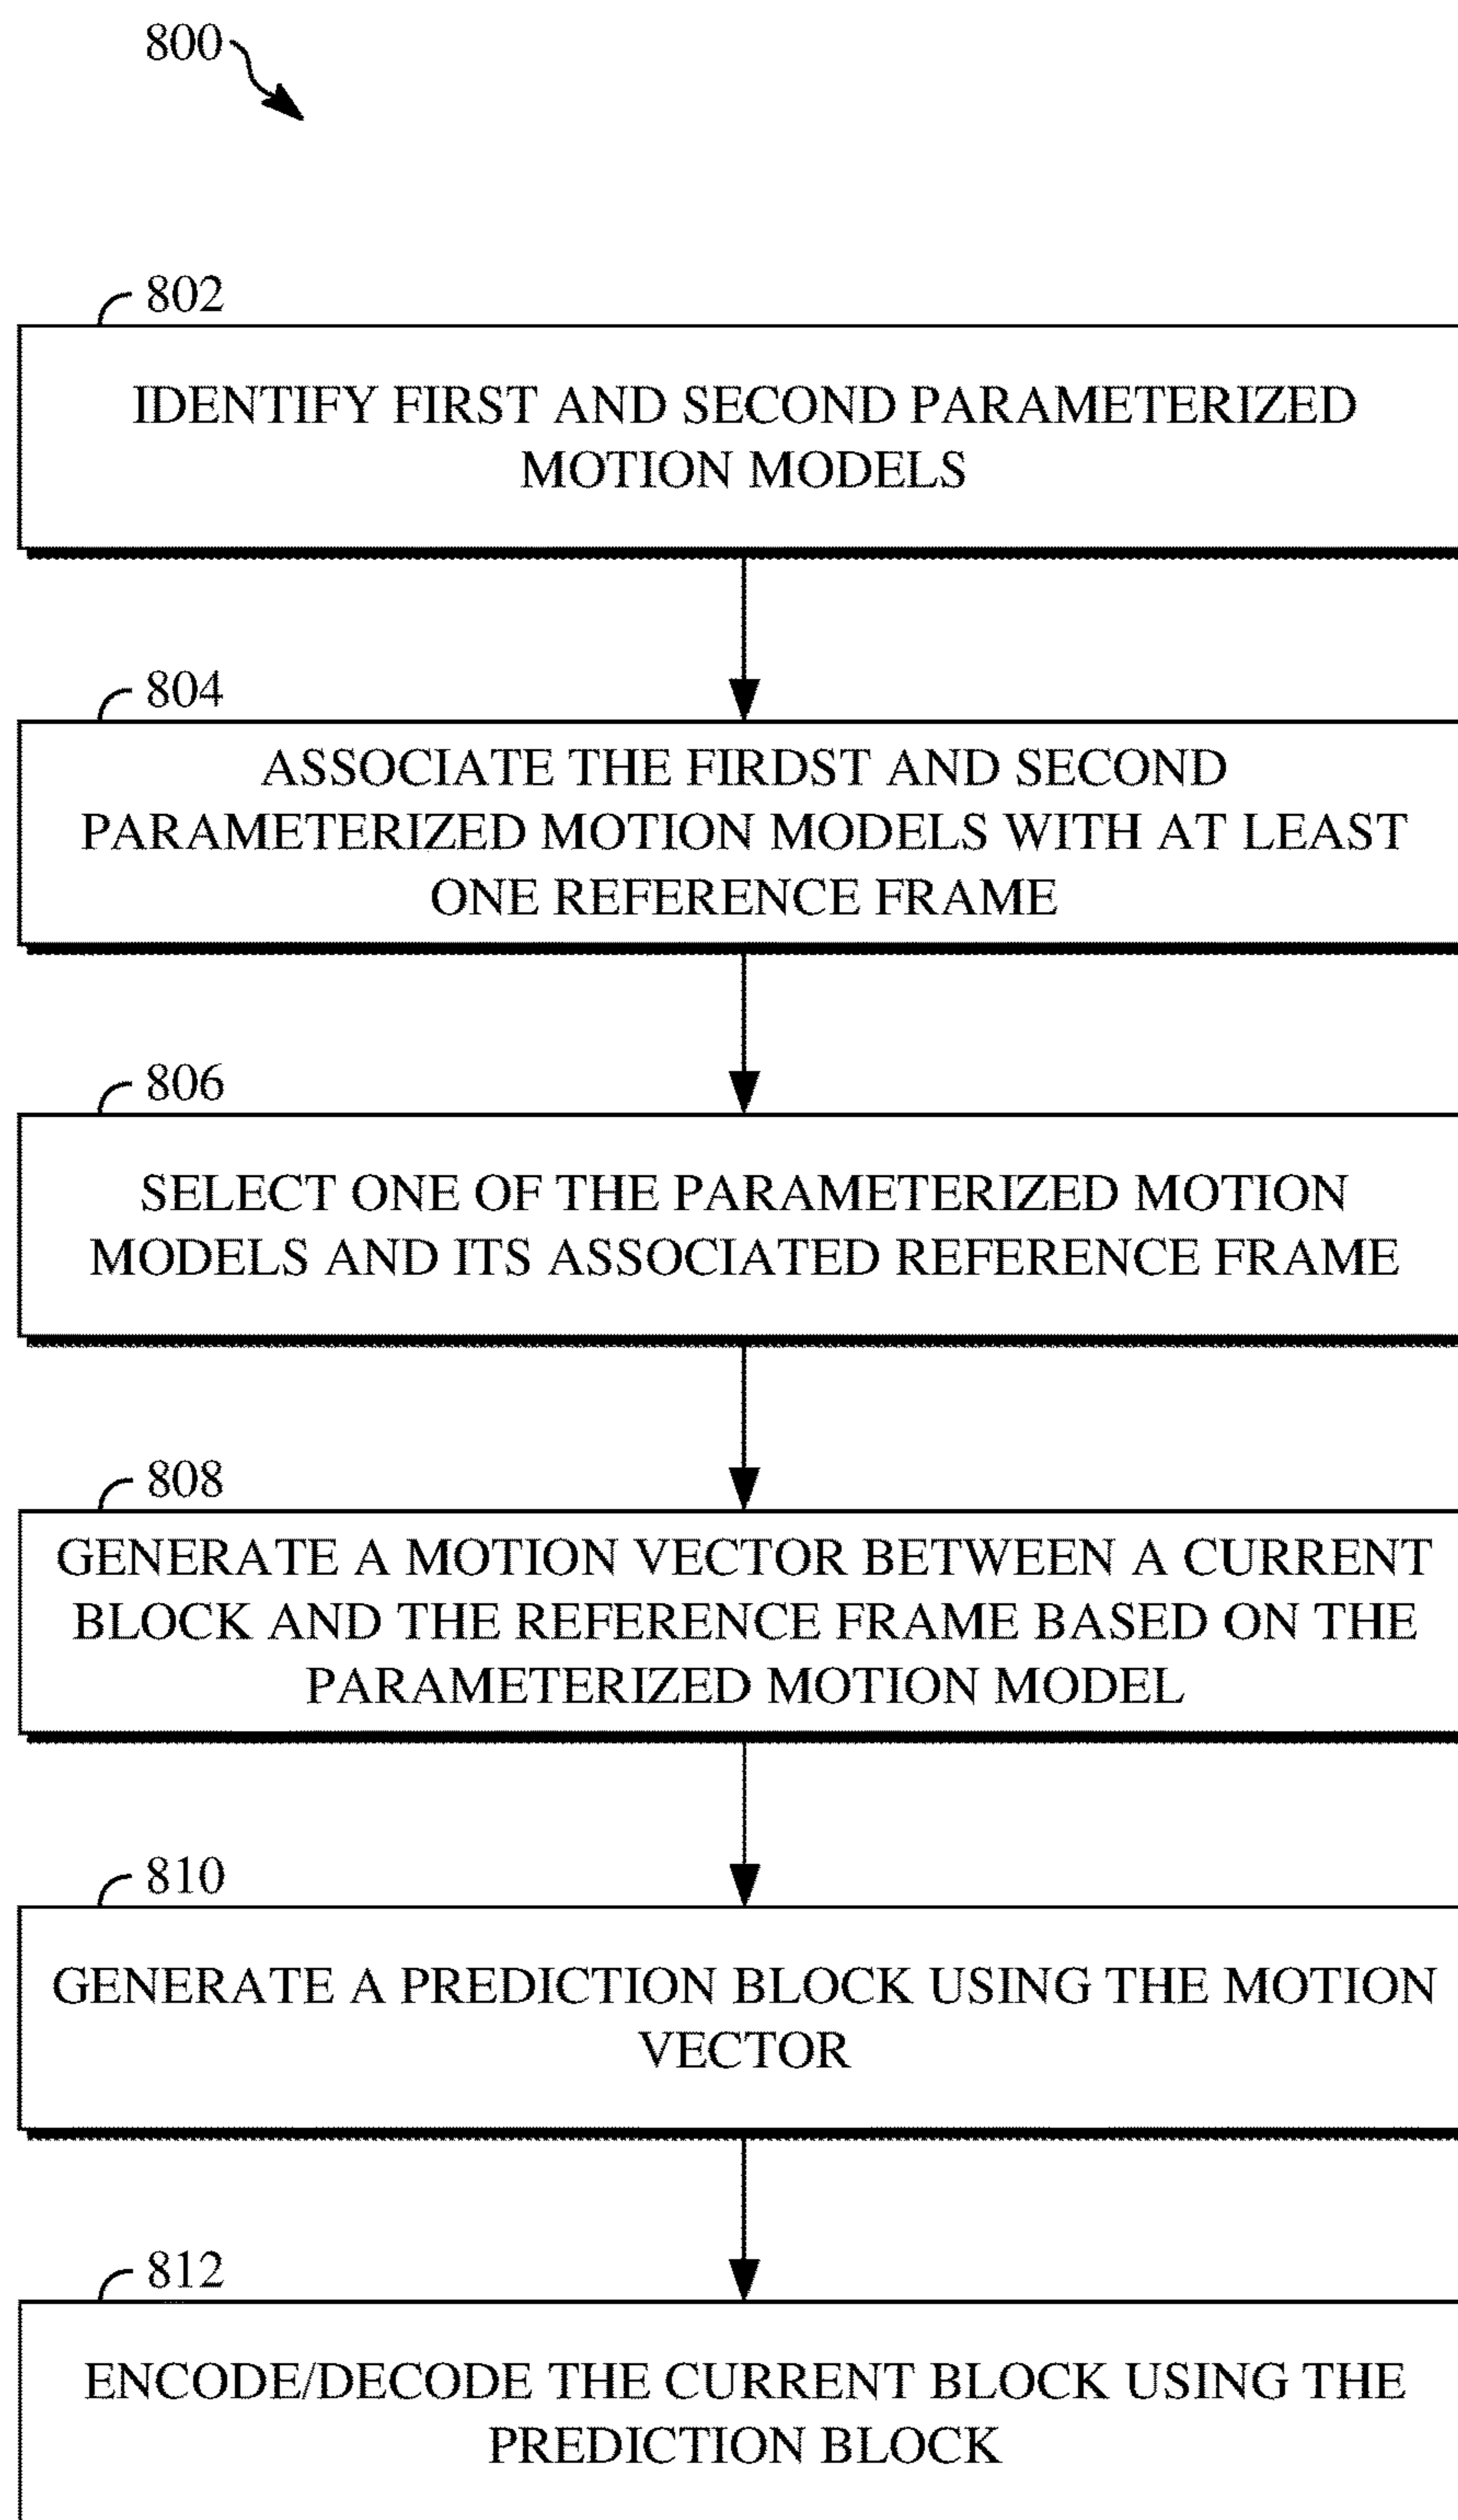 800
802
IDENTIFY FIRST AND SECOND PARAMETERIZED
MOTION MODELS
804
ASSOCIATE THE FIRDST AND SECOND
PARAMETERIZED MOTION MODELS WITH AT LEAST
ONE REFERENCE FRAME
806
SELECT ONE OF THE PARAMETERIZED MOTION
MODELS AND ITS ASSOCIATED REFERENCE FRAME
808
GENERATE A MOTION VECTOR BETWEEN A CURRENT
BLOCK AND THE REFERENCE FRAME BASED ON THE
PARAMETERIZED MOTION MODEL
810
GENERATE A PREDICTION BLOCK USING THE MOTION
VECTOR
812
ENCODE/DECODE THE CURRENT BLOCK USING THE
PREDICTION BLOCK